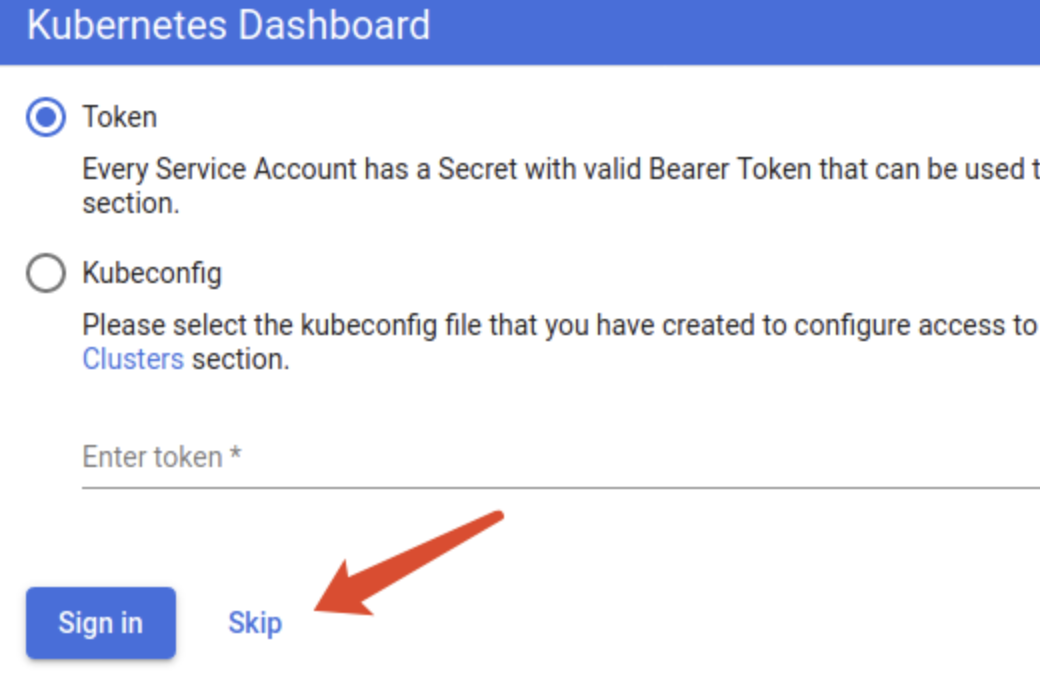 Kubernetes Dashboard
Token
Every Service Account has a Secret with valid Bearer Token that can be used t
section.
Kubeconfig
Please select the kubeconfig file that you have created to configure access to
Clusters section.
Enter token *
Sign in
Skip